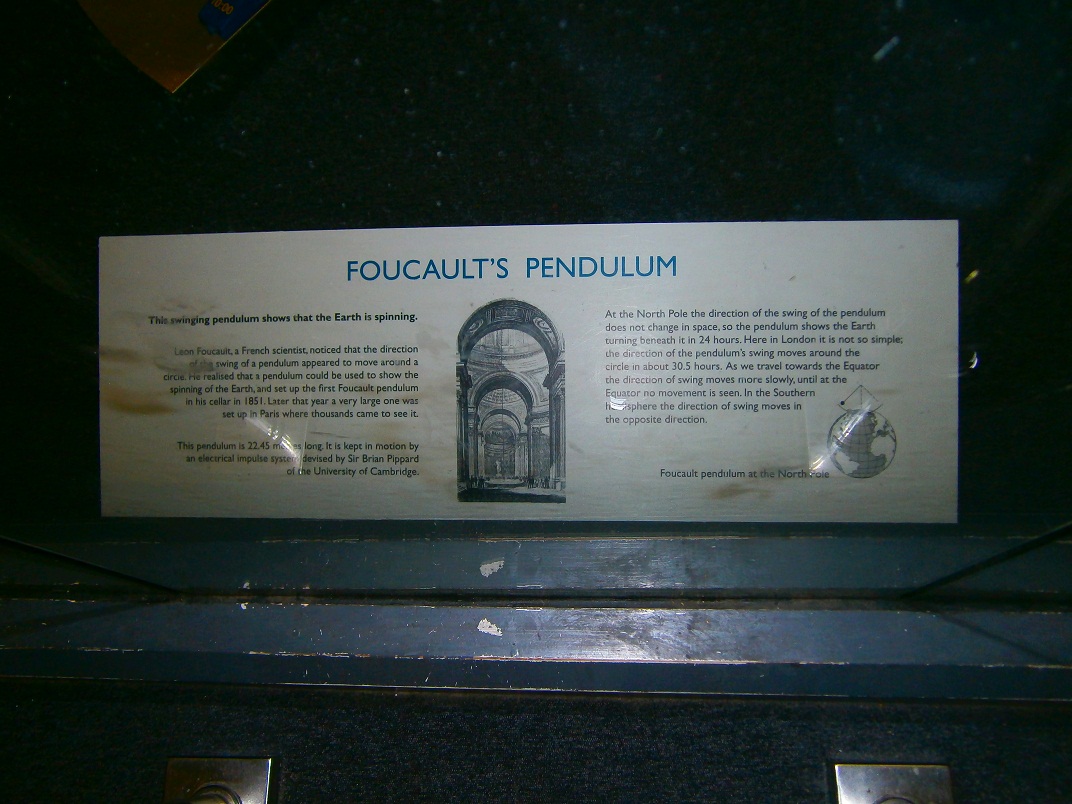 10:00
FOUCAULT'S PENDULUM
This swinging pendulum shows that the Earth is spinning.
Leon Foucault, a French scientist, noticed that the direction
of the swing of a pendulum appeared to move around a
circle. He realised that a pendulum could be used to show the
spinning of the Earth, and set up the first Foucault pendulum
in his cellar in 1851. Later that year a very large one was
set up in Paris where thousands came to see it.
This pendulum is 22.45 metres long. It is kept in motion by
an electrical impulse system devised by Sir Brian Pippard
of the University of Cambridge.
At the North Pole the direction of the swing of the pendulum
does not change in space, so the pendulum shows the Earth
turning beneath it in 24 hours. Here in London it is not so simple;
the direction of the pendulum's swing moves around the
circle in about 30.5 hours. As we travel towards the Equator
the direction of swing moves more slowly, until at the
Equator no movement is seen. In the Southern
hemisphere the direction of swing moves in
the opposite direction.
Foucault pendulum at the North Pole